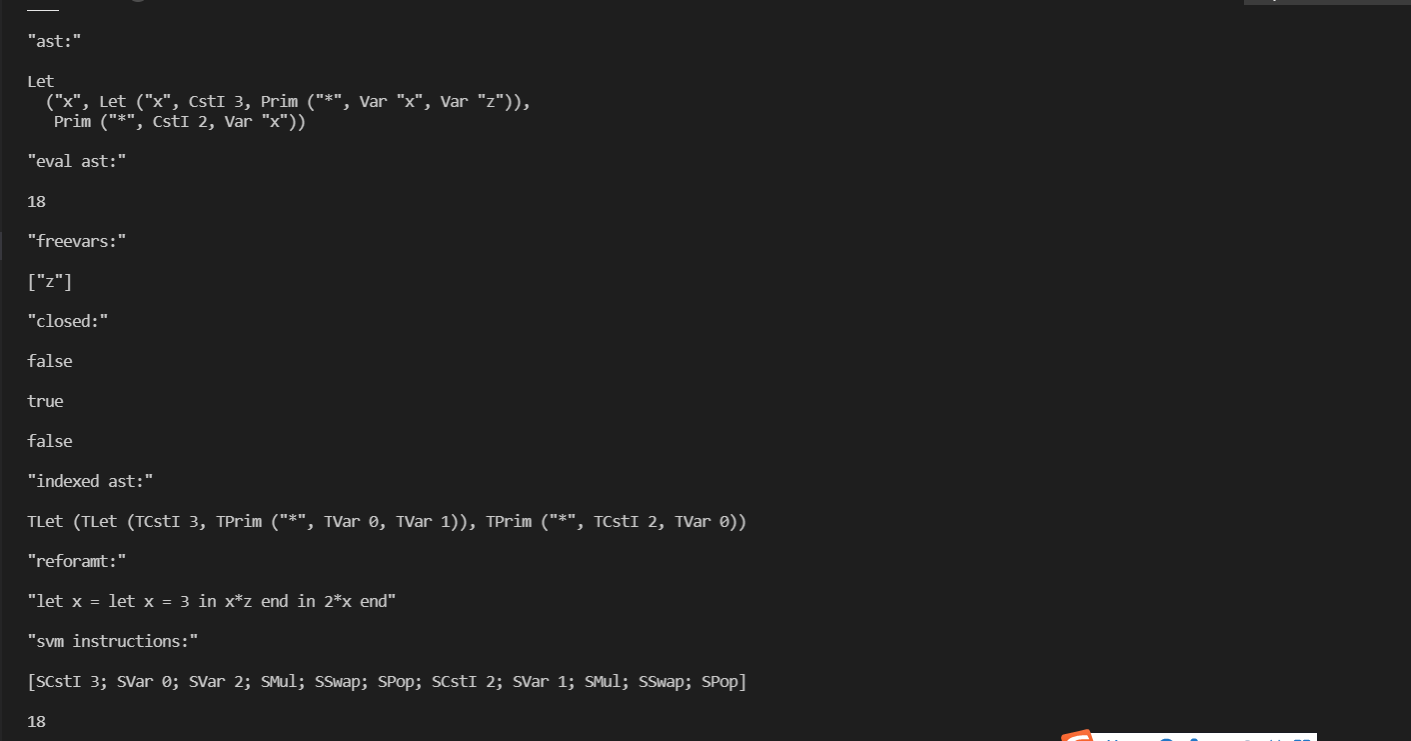 "ast:"
Let
("x", Let ("x", CstI 3, Prim ("*", Var "x", Var "z")),
Prim ("*", CstI 2, Var "x"))
"eval ast:"
18
"freevars:"
["z"]
"closed:"
false
true
false
"indexed ast:"
TLet (TLet (TCstI 3, TPrim ("*", TVar 0, TVar 1)), TPrim ("*", TCstI 2, TVar 0))
"reforamt:"
"let x = let x = 3 in x*z end in 2*x end"
"svm instructions:"
[SCstI 3; SVar 0; SVar 2; SMul; SSwap; SPop; SCstI 2; SVar 1; SMul; SSwap; SPop]
18